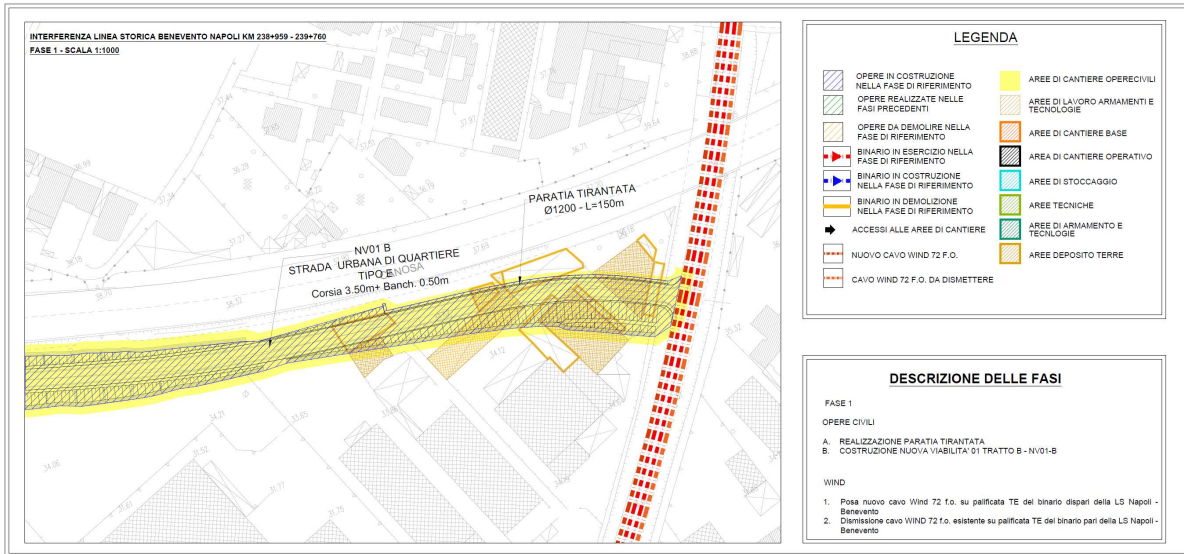 INTERFERENZA LINEA STORICA BENEVENTO NAPOLI KM 238+959 - 239+760
FASE 1 - SCALA 1:1000
PARATIA TIRANTATA
Ø1200 - L=150m
NV01 B
STRADA URBANA DI QUARTIERE
TIPO E
Corsia 3.50m+ Banch. 0.50m
LEGENDA
OPERE IN COSTRUZIONE
NELLA FASE DI RIFERIMENTO
OPERE REALIZZATE NELLE
FASI PRECEDENTI
OPERE DA DEMOLIRE NELLA
FASE DI RIFERIMENTO
BINARIO IN ESERCIZIO NELLA
FASE DI RIFERIMENTO
BINARIO IN COSTRUZIONE
NELLA FASE DI RIFERIMENTO
BINARIO IN DEMOLIZIONE
NELLA FASE DI RIFERIMENTO
ACCESSI ALLE AREE DI CANTIERE
NUOVO CAVO WIND 72 F.O.
CAVO WIND 72 F.O. DA DISMETTERE
AREE DI CANTIERE OPERECIVILI
AREE DI LAVORO ARMAMENTI E
TECNOLOGIE
AREE DI CANTIERE BASE
AREA DI CANTIERE OPERATIVO
AREE DI STOCCAGGIO
AREE TECNICHE
AREE DI ARMAMENTO E
TECNLOGIE
AREE DEPOSITO TERRE
DESCRIZIONE DELLE FASI
FASE 1
OPERE CIVILI
A. REALIZZAZIONE PARATIA TIRANTATA
B. COSTRUZIONE NUOVA VIABILITA' 01 TRATTO B - NV01-B
WIND
1. Posa nuovo cavo Wind 72 f.o. su palificata TE del binario dispari della LS Napoli -
Benevento
2. Dismissione cavo WIND 72 f.o. esistente su palificata TE del binario pari della LS Napoli -
Benevento